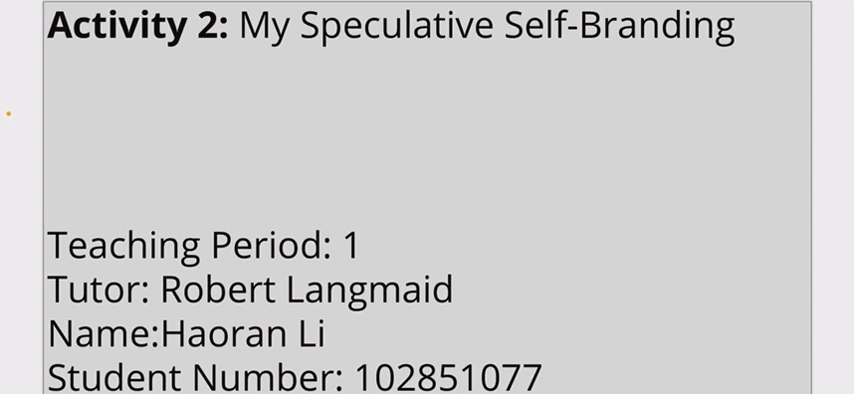 Activity 2: My Speculative Self-Branding
Teaching Period: 1
Tutor: Robert Langmaid
Name:Haoran Li
Student Number: 102851077